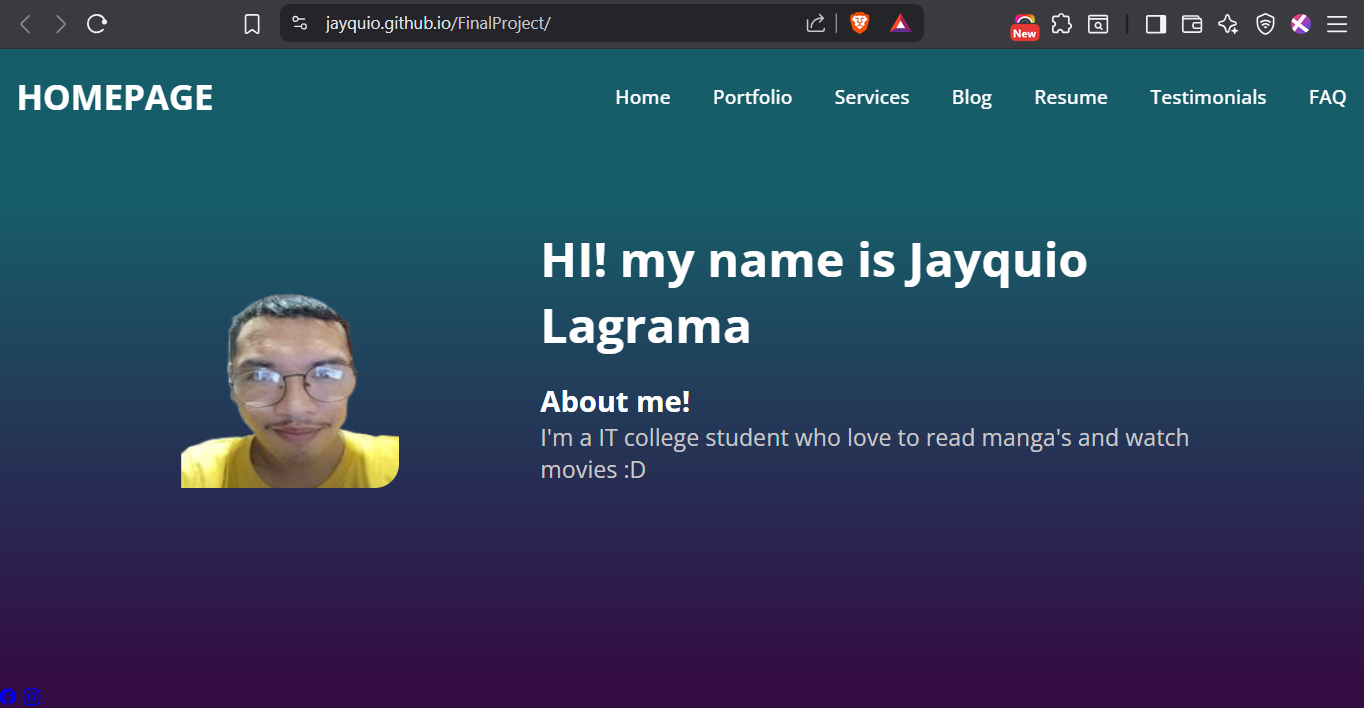 jayquio.github.io/FinalProject/
New
HOMEPAGE
Home Portfolio Services Blog Resume Testimonials FAQ
HI! my name is Jayquio
Lagrama
About me!
I'm a IT college student who love to read manga's and watch
movies :D